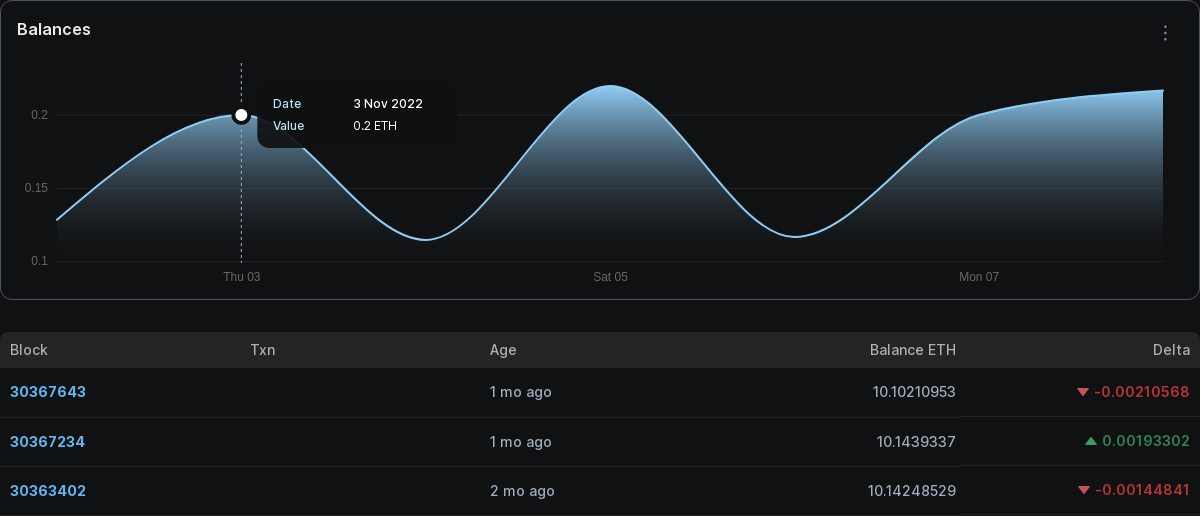 Balances
Date 3 Nov 2022
Value 0.2 ETH
0.2
0.15
0.1
Thu 03 Sat 05 Mon 07
Block Txn Age Balance ETH Delta
30367643 1 mo ago 10.10210953 -0.00210568
30367234 1 mo ago 10.1439337 0.00193302
30363402 2 mo ago 10.14248529 -0.00144841